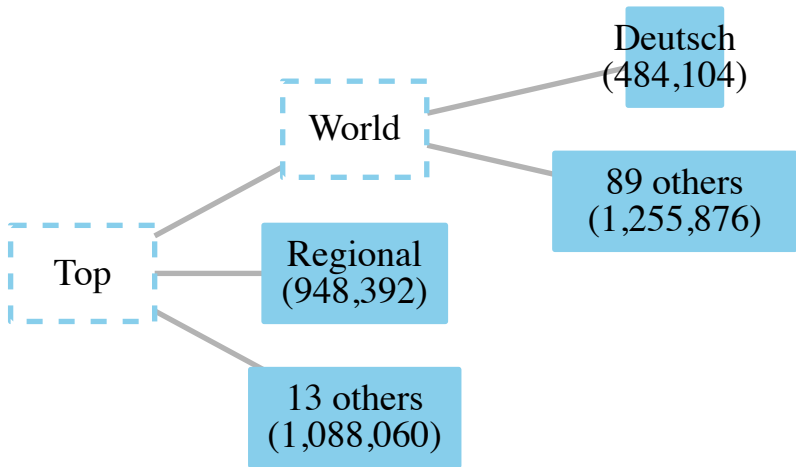 Deutsch
(484,104)
World
89 others
(1,255,876)
Top
Regional
(948,392)
13 others
(1,088,060)